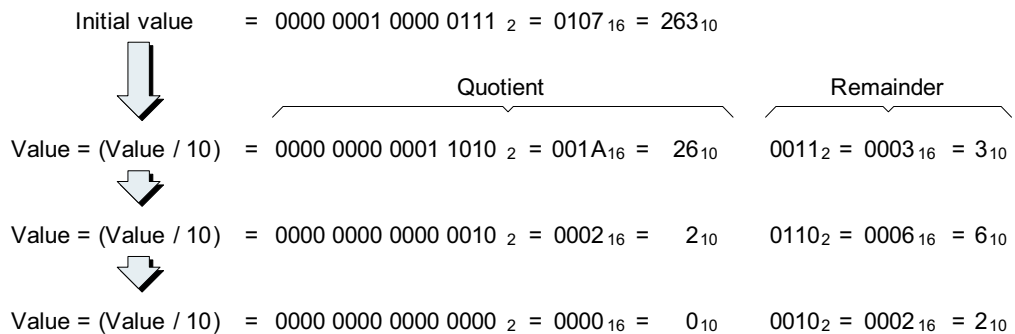 Initial value = 0000 0001 0000 0111 2 = 0107 16 = 263 10
Quotient Remainder
Value = (Value / 10) = 0000 0000 0001 1010 2 = 001A 16 = 26 10 0011 2 = 0003 16 = 3 10
Value = (Value / 10) = 0000 0000 0000 0010 2 = 0002 16 = 2 10 0110 2 = 0006 16 = 6 10
Value = (Value / 10) = 0000 0000 0000 0000 2 = 0000 16 = 0 10 0010 2 = 0002 16 = 2 10